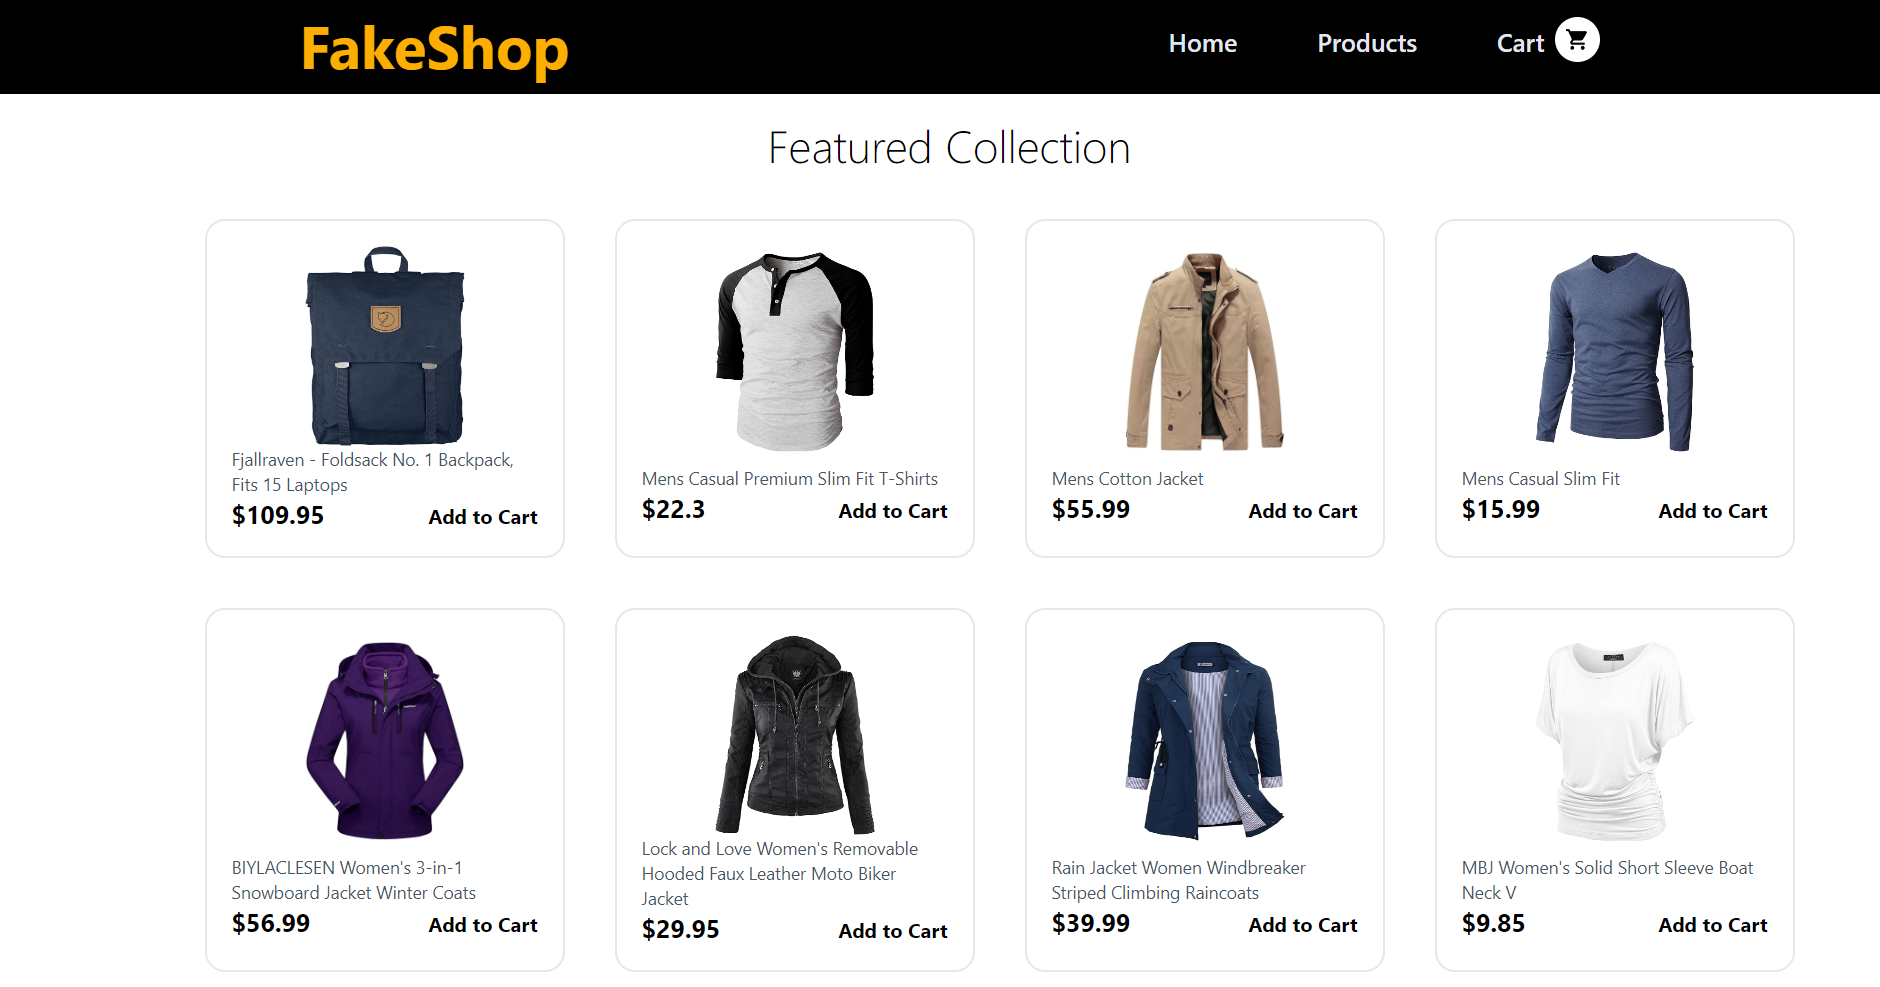 FakeShop
Home
Products
Cart
Featured Collection
Fjallraven - Foldsack No. 1 Backpack,
Fits 15 Laptops
$109.95
Add to Cart
Mens Casual Premium Slim Fit T-Shirts
$22.3
Add to Cart
Mens Cotton Jacket
$55.99
Add to Cart
Mens Casual Slim Fit
$15.99
Add to Cart
BIYLACLESEN Women's 3-in-1
Snowboard Jacket Winter Coats
$56.99
Add to Cart
Lock and Love Women's Removable
Hooded Faux Leather Moto Biker
Jacket
$29.95
Add to Cart
Rain Jacket Women Windbreaker
Striped Climbing Raincoats
$39.99
Add to Cart
MBJ Women's Solid Short Sleeve Boat
Neck V
$9.85
Add to Cart